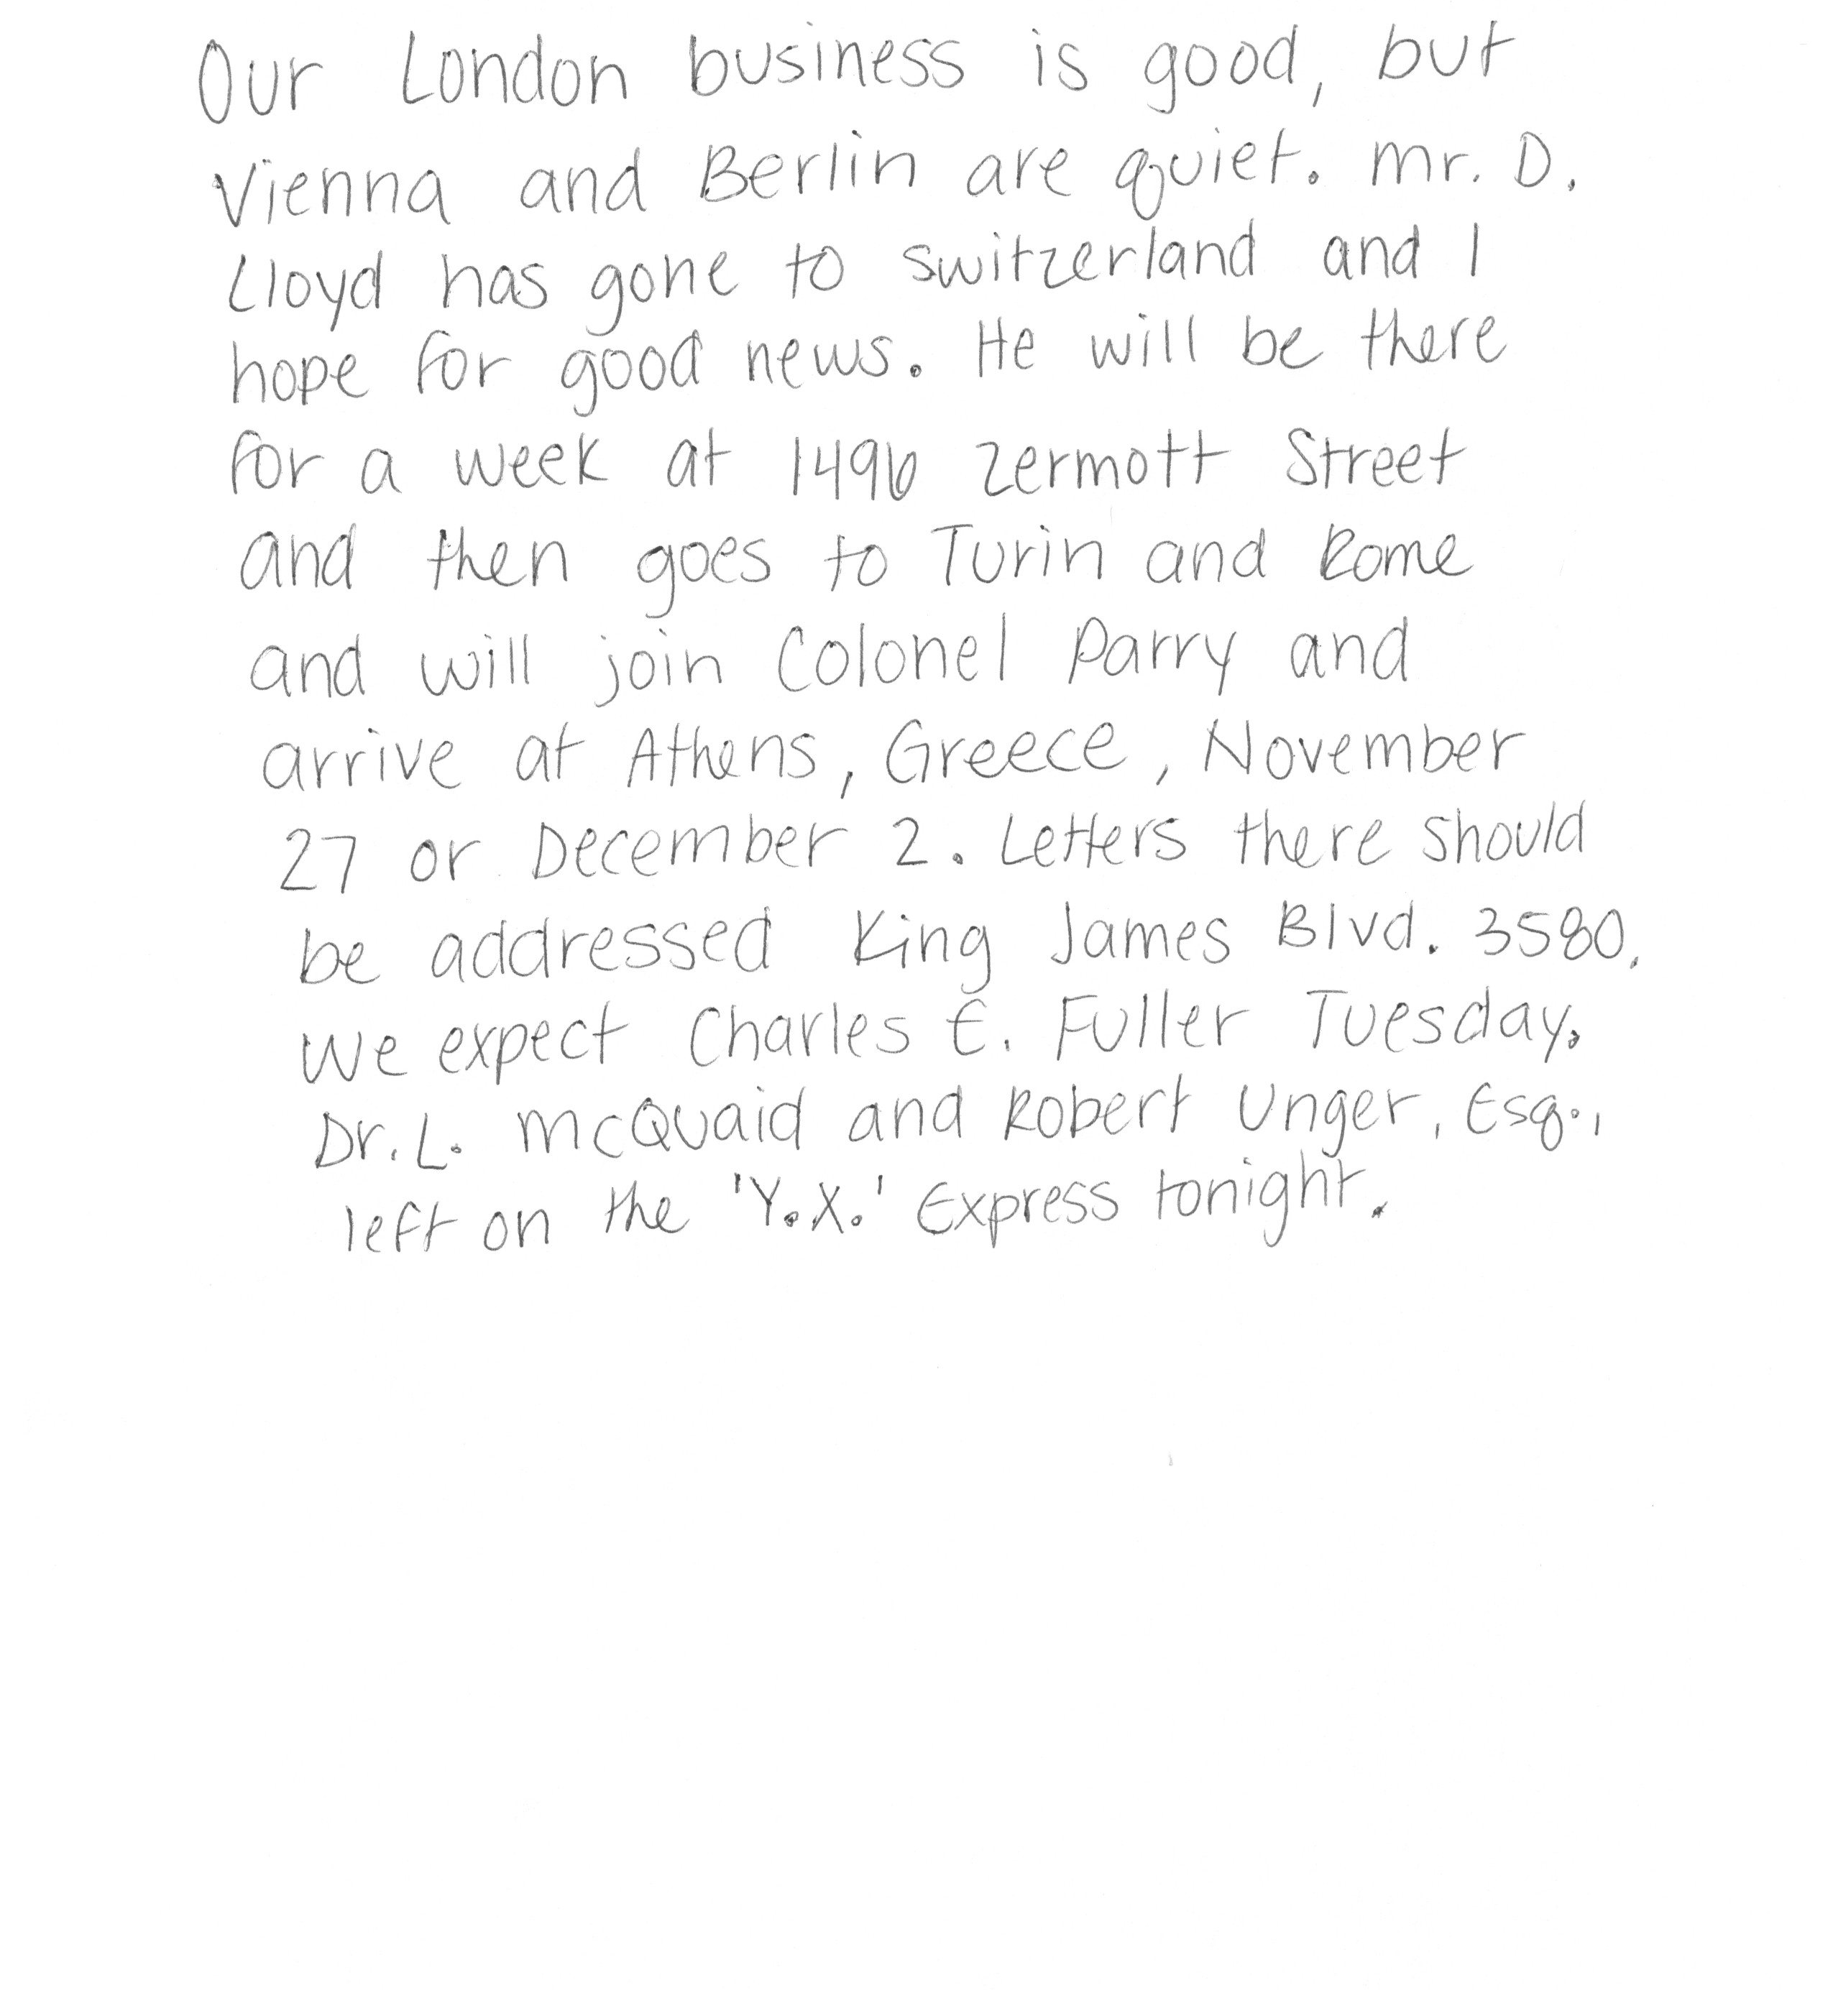 Our London business is good, but
Vienna and Berlin are quiet. Mr. D.
Lloyd has gone to Switzerland and I
hope for good news. He will be there
for a week at 1496 Zermott Street
and then goes to Turin and Rome
and will join Colonel Parry and
arrive at Athens, Greece, November
27 or December 2. Letters there should
be addressed King James Blvd. 3580.
We expect Charles E. Fuller Tuesday.
Dr. L. McQuaid and Robert Unger, Esq.,
left on the 'Y.X.' Express tonight.